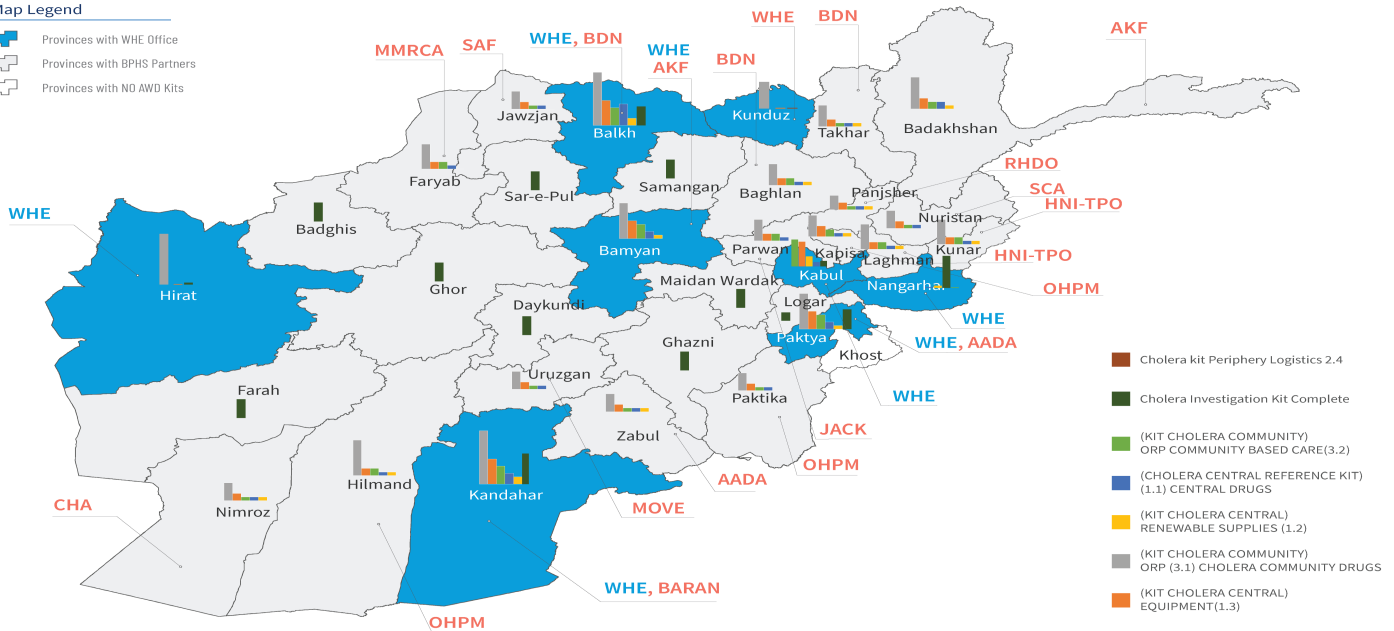 Map Legend
Provinces with WHE Office
Provinces with BPHS Partners
Provinces with NO AWD Kits
MMRCA
SAF
WHE, BDN
WHE
AKF
BDN
WHE
BDN
AKF
Jawzjan
Balkh
Kunduz
Takhar
Badakhshan
Faryab
Sar-e-Pul
Samangan
Baghlan
Panjsher
RHDO
SCA
HNI-TPO
WHE
Badghis
Bamyan
Parwan
Kapisa
Nuristan
Laghman
Kunar
HNI-TPO
Hirat
Ghor
Maidan Wardak
Kabul
Nangarha
OHPM
Daykundi
Logar
WHE
Ghazni
Paktya
Khost
WHE, AADA
Farah
Uruzgan
Paktika
WHE
Zabul
JACK
Hilmand
Kandahar
OHPM
Nimroz
AADA
CHA
MOVE
WHE, BARAN
OHPM
Cholera kit Periphery Logistics 2.4
Cholera Investigation Kit Complete
(KIT CHOLERA COMMUNITY)
ORP COMMUNITY BASED CARE(3.2)
(CHOLERA CENTRAL REFERENCE KIT)
(1.1) CENTRAL DRUGS
(KIT CHOLERA CENTRAL)
RENEWABLE SUPPLIES (1.2)
(KIT CHOLERA COMMUNITY)
ORP (3.1) CHOLERA COMMUNITY DRUGS
(KIT CHOLERA CENTRAL)
EQUIPMENT(1.3)